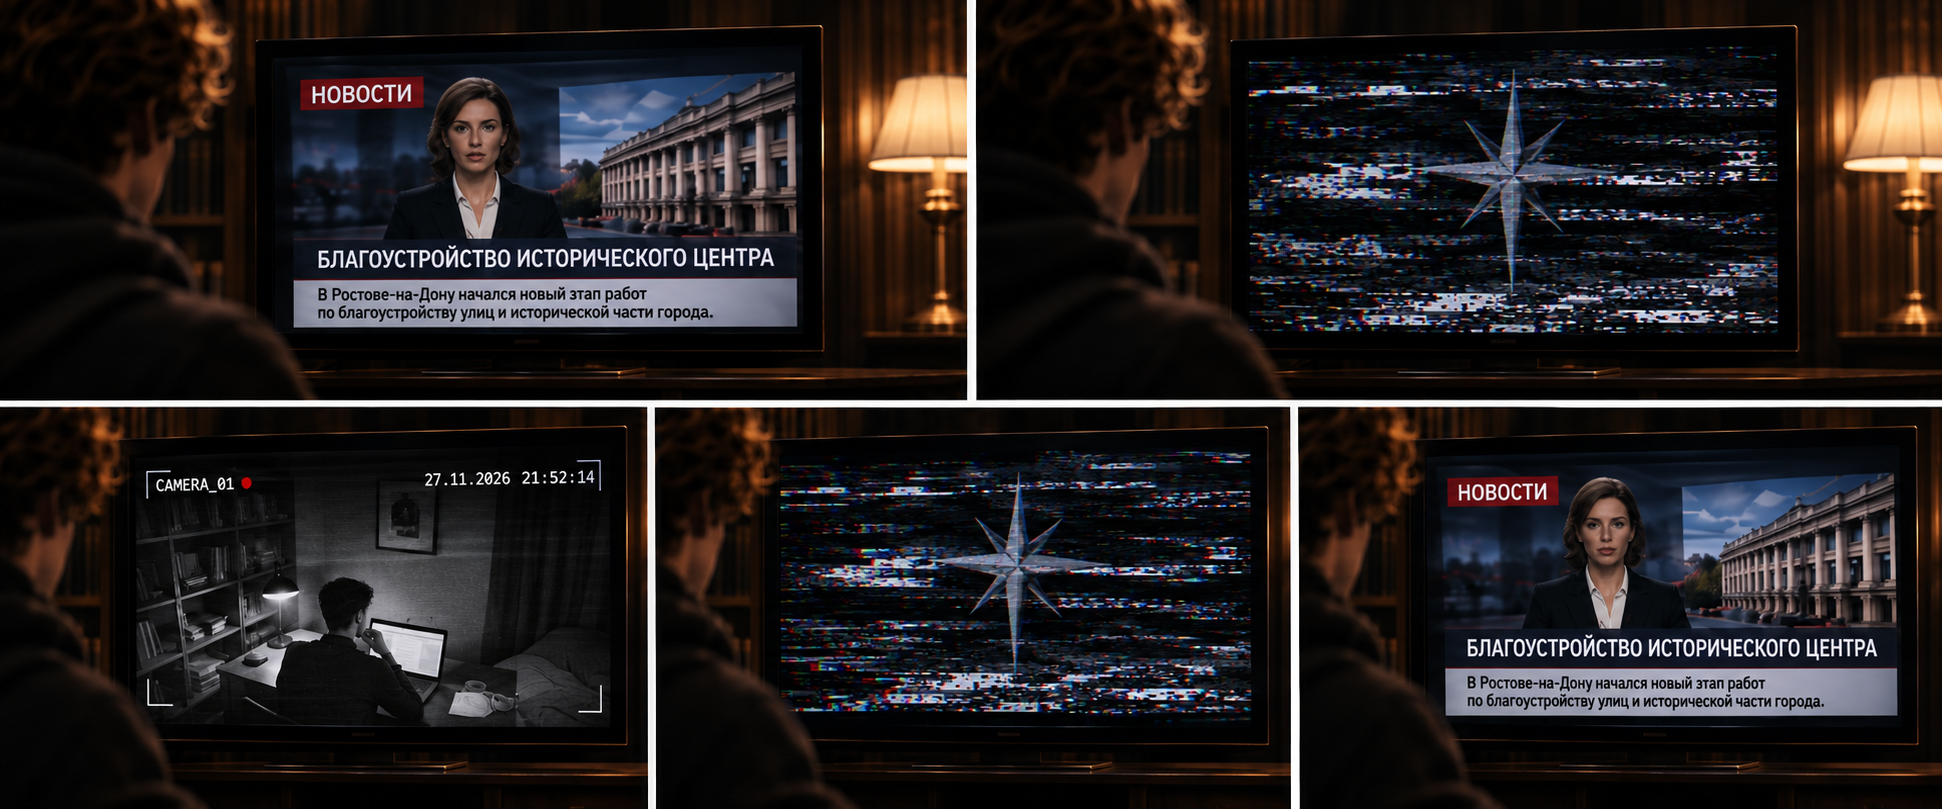 НОВОСТИ
БЛАГОУСТРОЙСТВО ИСТОРИЧЕСКОГО ЦЕНТРА
В Ростове-на-Дону начался новый зтап работ
по благоустройству улиц и исторической части города.
CAMERA_01
27.11.2026 21:52:14
НОВОСТИ
БЛАГОУСТРОЙСТВО ИСТОРИЧЕСКОГО ЦЕНТРА
В Ростове-на-Дону начался новый зтап работ
по благоустройству улиц и исторической части города.